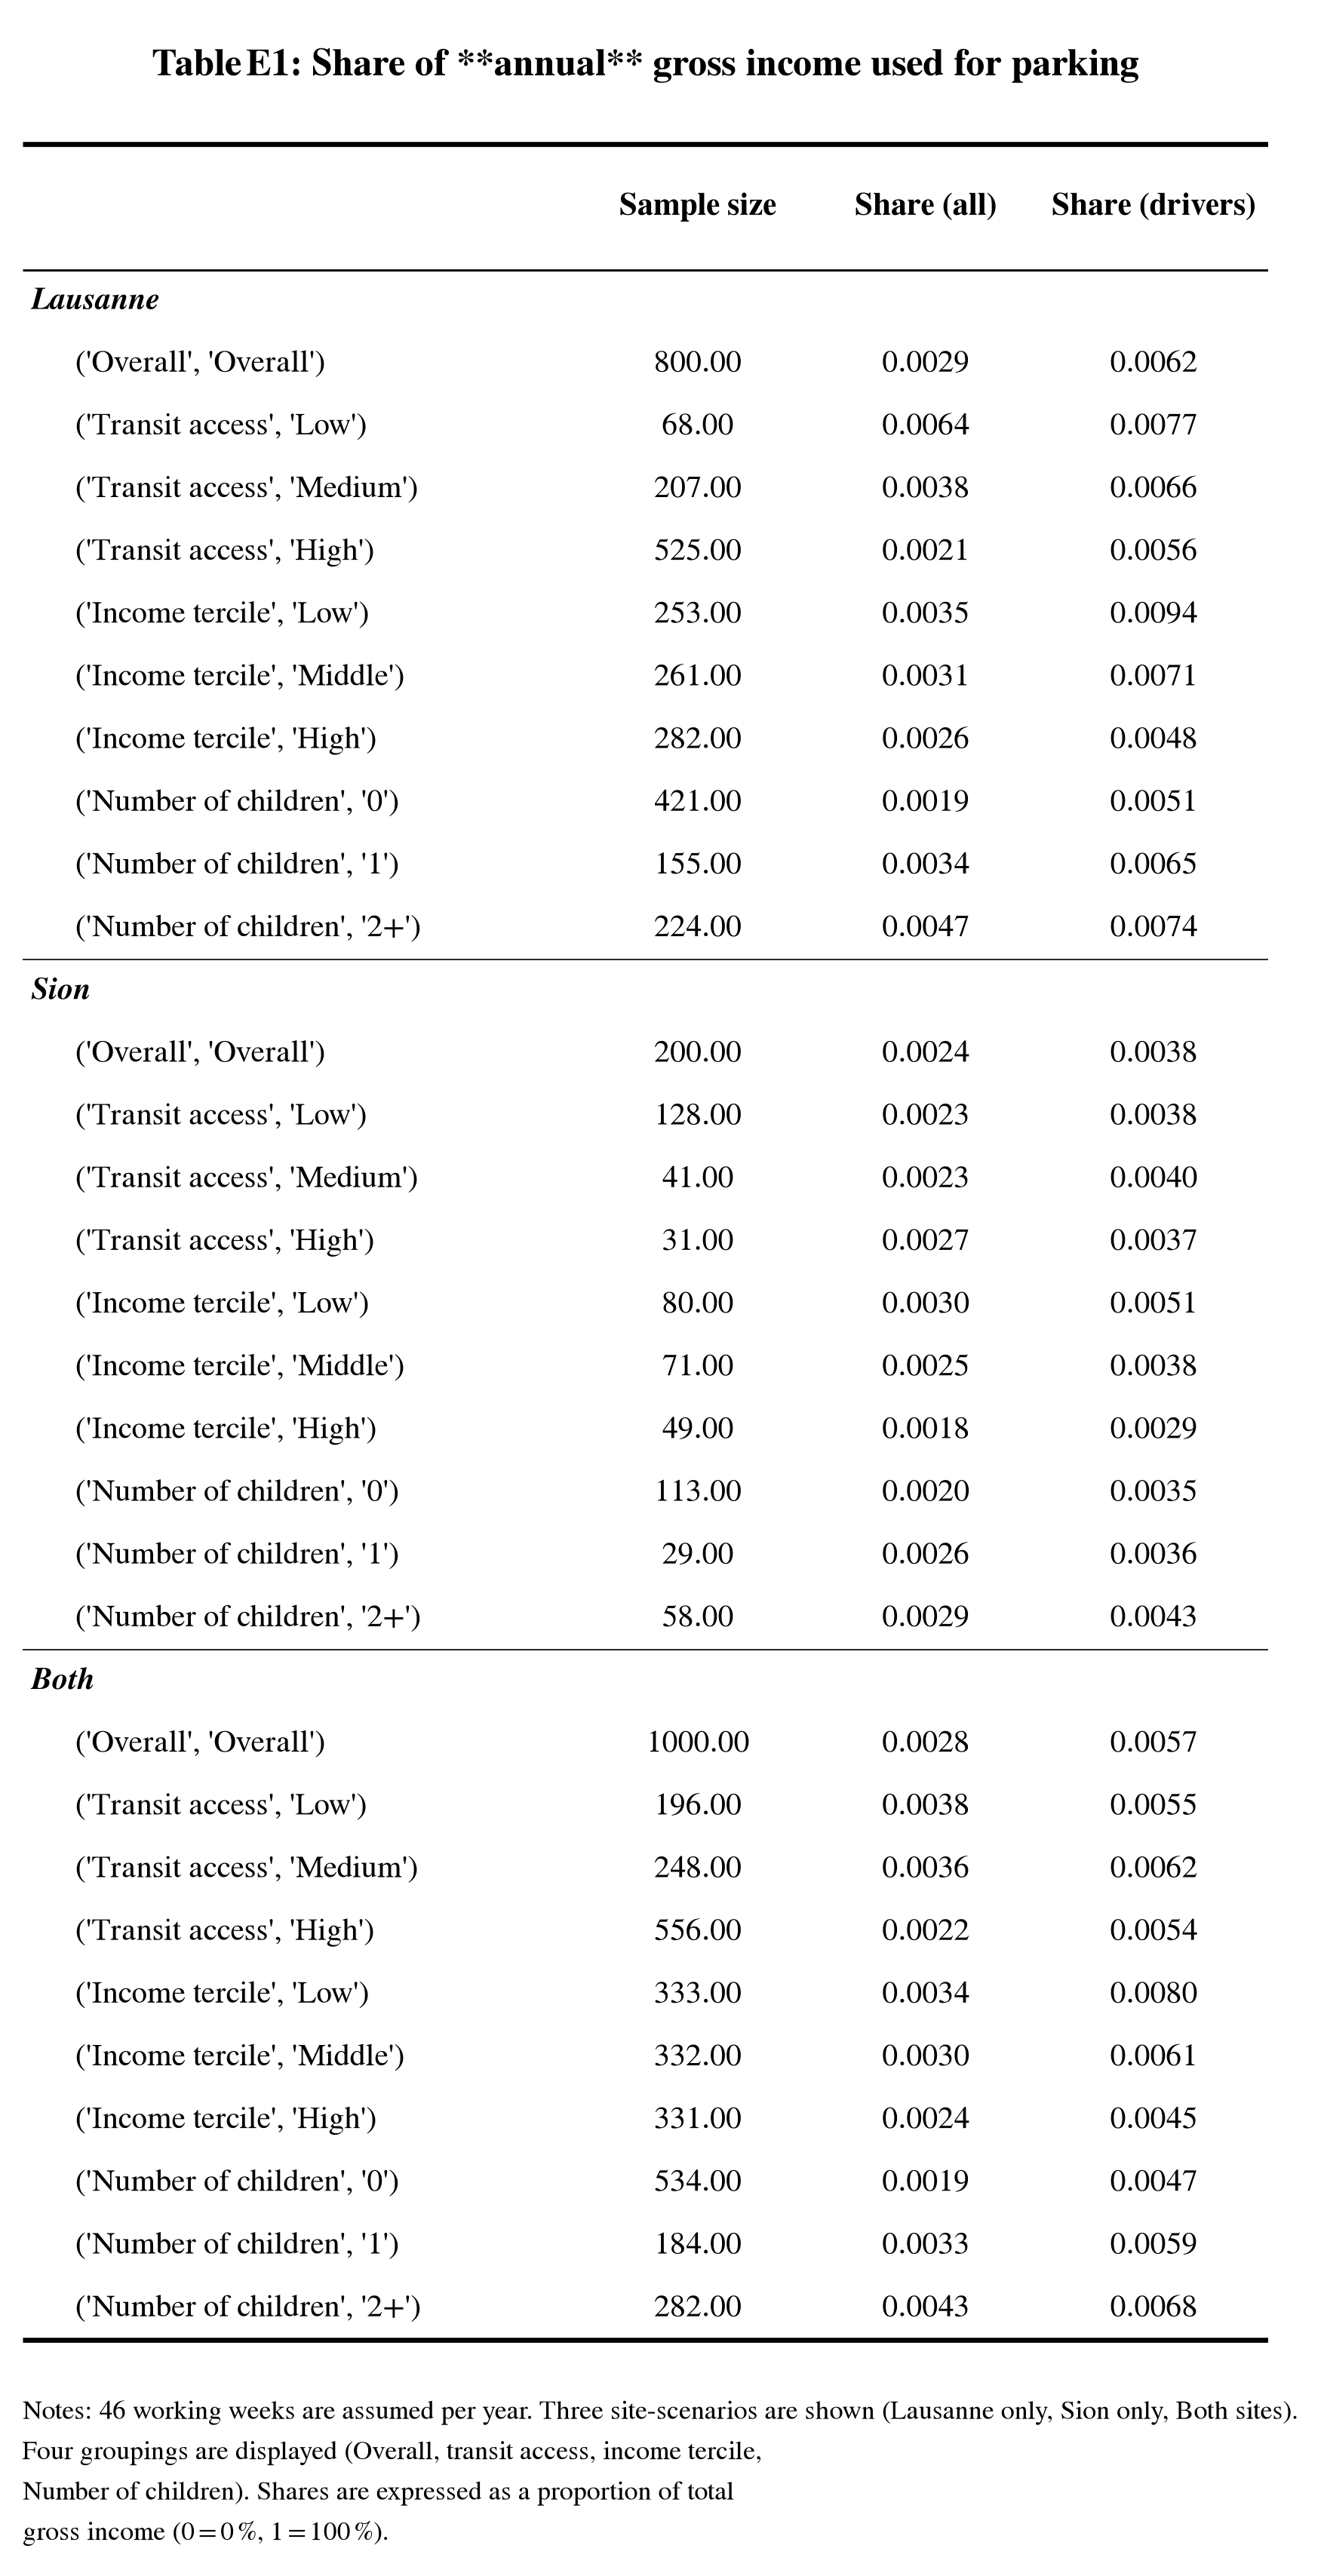 Table E1: Share of **annual** gross income used for parking
Sample size Share (all) Share (drivers)
Lausanne
('Overall', 'Overall') 800.00 0.0029 0.0062
('Transit access', 'Low') 68.00 0.0064 0.0077
('Transit access', 'Medium') 207.00 0.0038 0.0066
('Transit access', 'High') 525.00 0.0021 0.0056
('Income tercile', 'Low') 253.00 0.0035 0.0094
('Income tercile', 'Middle') 261.00 0.0031 0.0071
('Income tercile', 'High') 282.00 0.0026 0.0048
('Number of children', '0') 421.00 0.0019 0.0051
('Number of children', '1') 155.00 0.0034 0.0065
('Number of children', '2+') 224.00 0.0047 0.0074
Sion
('Overall', 'Overall') 200.00 0.0024 0.0038
('Transit access', 'Low') 128.00 0.0023 0.0038
('Transit access', 'Medium') 41.00 0.0023 0.0040
('Transit access', 'High') 31.00 0.0027 0.0037
('Income tercile', 'Low') 80.00 0.0030 0.0051
('Income tercile', 'Middle') 71.00 0.0025 0.0038
('Income tercile', 'High') 49.00 0.0018 0.0029
('Number of children', '0') 113.00 0.0020 0.0035
('Number of children', '1') 29.00 0.0026 0.0036
('Number of children', '2+') 58.00 0.0029 0.0043
Both
('Overall', 'Overall') 1000.00 0.0028 0.0057
('Transit access', 'Low') 196.00 0.0038 0.0055
('Transit access', 'Medium') 248.00 0.0036 0.0062
('Transit access', 'High') 556.00 0.0022 0.0054
('Income tercile', 'Low') 333.00 0.0034 0.0080
('Income tercile', 'Middle') 332.00 0.0030 0.0061
('Income tercile', 'High') 331.00 0.0024 0.0045
('Number of children', '0') 534.00 0.0019 0.0047
('Number of children', '1') 184.00 0.0033 0.0059
('Number of children', '2+') 282.00 0.0043 0.0068
Notes: 46 working weeks are assumed per year. Three site-scenarios are shown (Lausanne only, Sion only, Both sites).
Four groupings are displayed (Overall, transit access, income tercile,
Number of children). Shares are expressed as a proportion of total
gross income (0 = 0 %, 1 = 100 %).